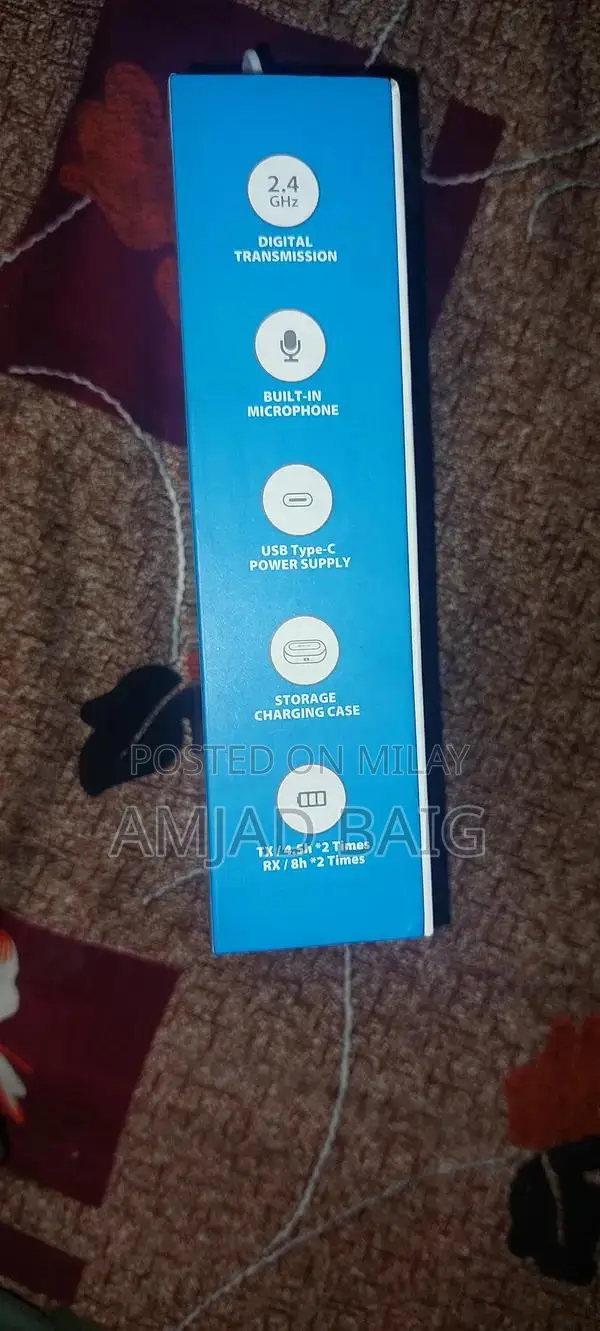 2.4
GHz
DIGITAL
TRANSMISSION
BUILT-IN
MICROPHONE
USB Type-C
POWER SUPPLY
STORAGE
CHARGING CASE
POSTED ON MILAY
AMJAD BAIG
TX / 4.5h *2 Times
RX / 8h *2 Times